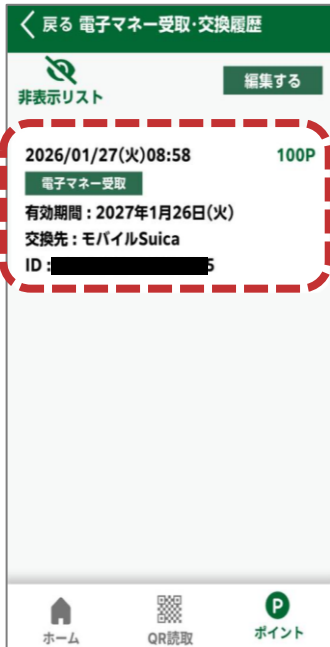 戻る 電子マネー受取・交換履歴
非表示リスト
編集する
2026/01/27(火)08:58 100P
電子マネー受取
有効期間：2027年1月26日(火)
交換先：モバイルSuica
ID：
P
ホーム
QR読取
ポイント